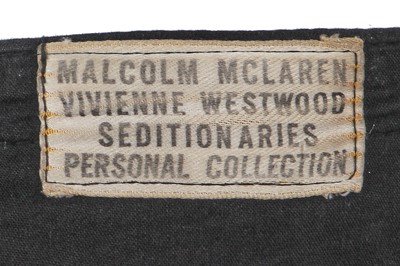 MALCOLM MCLAREN
VIVIENNE WESTWOOD
SEDITIONARIES
PERSONAL COLLECTION